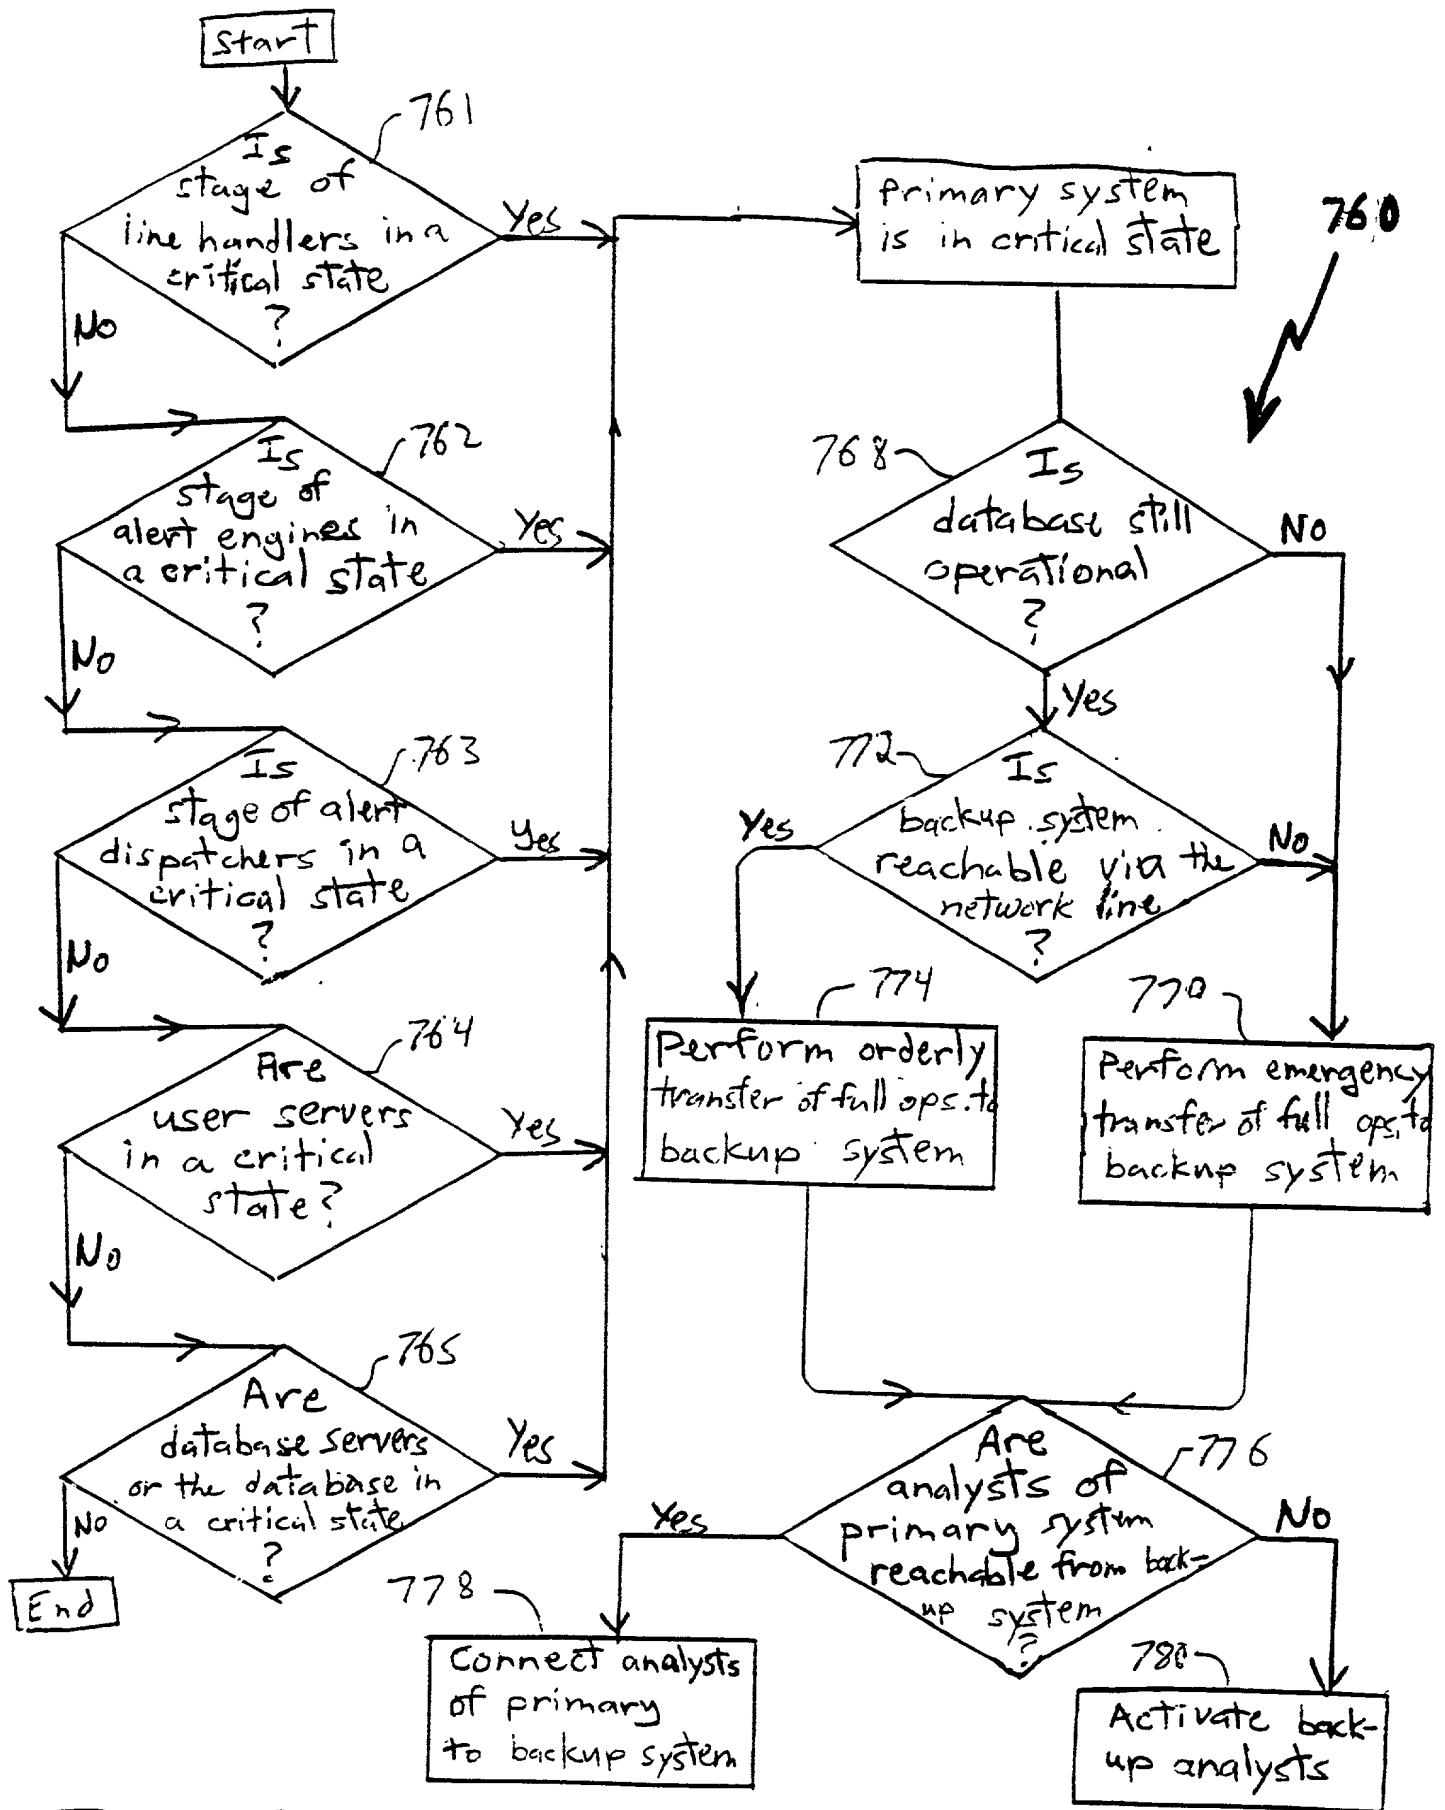 Start
761
Is
stage of
line handlers in a
critical state
?
Yes
No
762
Is
stage of
alert engines in
a critical state
?
Yes
No
763
Is
stage of alert
dispatchers in a
critical state
?
Yes
No
764
Are
user servers
in a critical
state?
Yes
No
765
Are
database servers
or the database in
a critical state
?
Yes
No
End
primary system
is in critical state
760
768
Is
database still
operational
?
No
Yes
772
Is
backup system
reachable via the
network line
?
Yes
No
774
Perform orderly
transfer of full ops. to
backup system
770
Perform emergency
transfer of full ops. to
backup system
776
Are
analysts of
primary system
reachable from back-
up system
?
Yes
No
778
Connect analysts
of primary
to backup system
780
Activate back-
up analysts